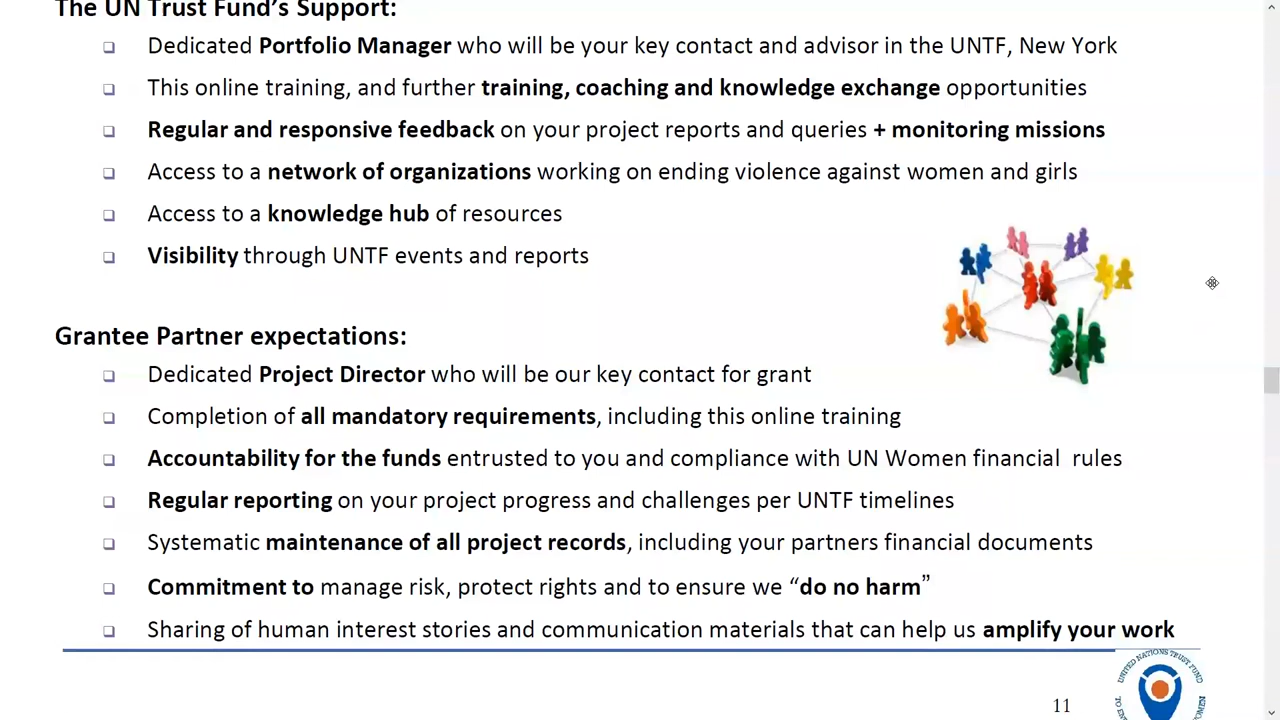 The UN Trust Fund's Support:
Dedicated Portfolio Manager who will be your key contact and advisor in the UNTF, New York
This online training, and further training, coaching and knowledge exchange opportunities
Regular and responsive feedback on your project reports and queries + monitoring missions
Access to a network of organizations working on ending violence against women and girls
Access to a knowledge hub of resources
Visibility through UNTF events and reports
Grantee Partner expectations:
Dedicated Project Director who will be our key contact for grant
Completion of all mandatory requirements, including this online training
Accountability for the funds entrusted to you and compliance with UN Women financial  rules
Regular reporting on your project progress and challenges per UNTF timelines
Systematic maintenance of all project records, including your partners financial documents
Commitment to manage risk, protect rights and to ensure we “do no harm”
Sharing of human interest stories and communication materials that can help us amplify your work
11
UNITED NATIONS TRUST FUND